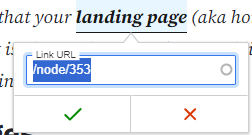 that your landing page (aka ho
Link URL
/node/353